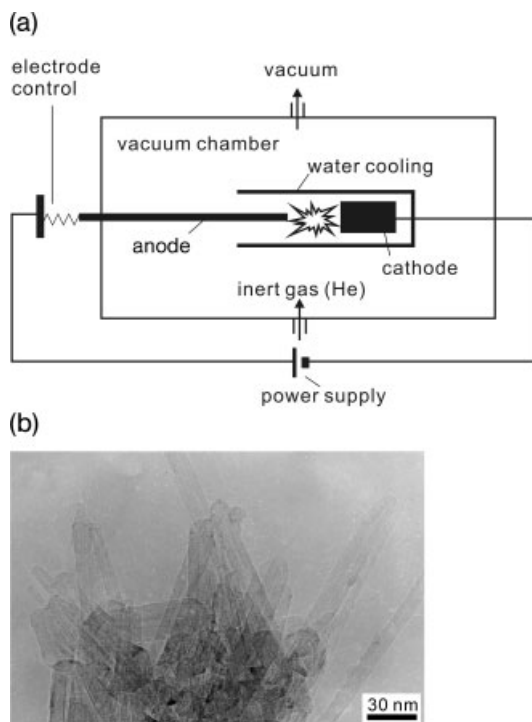 (a)
electrode
control
vacuum
vacuum chamber
water cooling
anode
cathode
inert gas (He)
power supply
(b)
30 nm